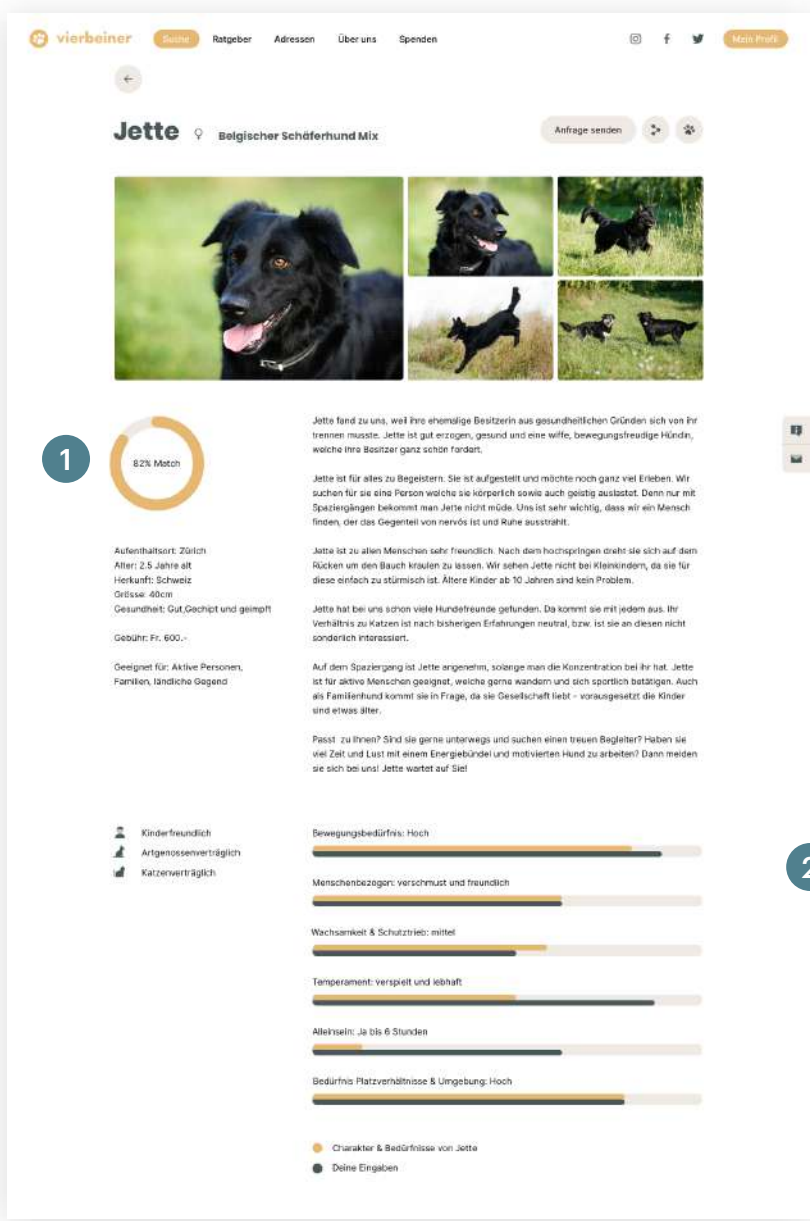 vierbeiner Suche Ratgeber Adressen Über uns Spenden Mein Profil
Jette Belgischer Schäferhund Mix Anfrage senden
1
82% Match
Jette fand zu uns, weil ihre ehemalige Besitzerin aus gesundheitlichen Gründen sich von ihr
trennen musste. Jette ist gut erzogen, gesund und eine wiffe, bewegungsfreudige Hündin,
welche ihre Besitzer ganz schön fordert.
Jette ist für alles zu Begeistern. Sie ist aufgestellt und möchte noch ganz viel Erleben. Wir
suchen für sie eine Person welche sie körperlich sowie auch geistig auslastet. Denn nur mit
Spaziergängen bekommt man Jette nicht müde. Uns ist sehr wichtig, dass wir ein Mensch
finden, der das Gegenteil von nervös ist und Ruhe ausstrahlt.
Jette ist zu allen Menschen sehr freundlich. Nach dem hochspringen dreht sie sich auf dem
Rücken um den Bauch kraulen zu lassen. Wir sehen Jette nicht bei Kleinkindern, da sie für
diese einfach zu stürmisch ist. Ältere Kinder ab 10 Jahren sind kein Problem.
Jette hat bei uns schon viele Hundefreunde gefunden. Da kommt sie mit jedem aus. Ihr
Verhältnis zu Katzen ist nach bisherigen Erfahrungen neutral, bzw. ist sie an diesen nicht
sonderlich interessiert.
Auf dem Spaziergang ist Jette angenehm, solange man die Konzentration bei ihr hat. Jette
ist für aktive Menschen geeignet, welche gerne wandern und sich sportlich betätigen. Auch
als Familienhund kommt sie in Frage, da sie Gesellschaft liebt - vorausgesetzt die Kinder
sind etwas älter.
Passt zu Ihnen? Sind sie gerne unterwegs und suchen einen treuen Begleiter? Haben sie
viel Zeit und Lust mit einem Energiebündel und motivierten Hund zu arbeiten? Dann melden
sie sich bei uns! Jette wartet auf Sie!
Aufenthaltsort: Zürich
Alter: 2.5 Jahre alt
Herkunft: Schweiz
Grösse: 40cm
Gesundheit: Gut,Gechipt und geimpft
Gebühr: Fr. 600.-
Geeignet für: Aktive Personen,
Familien, ländliche Gegend
Kinderfreundlich
Artgenossenverträglich
Katzenverträglich
Bewegungsbedürfnis: Hoch
Menschenbezogen: verschmust und freundlich
2
Wachsamkeit & Schutztrieb: mittel
Temperament: verspielt und lebhaft
Alleinsein: Ja bis 6 Stunden
Bedürfnis Platzverhältnisse & Umgebung: Hoch
Charakter & Bedürfnisse von Jette
Deine Eingaben